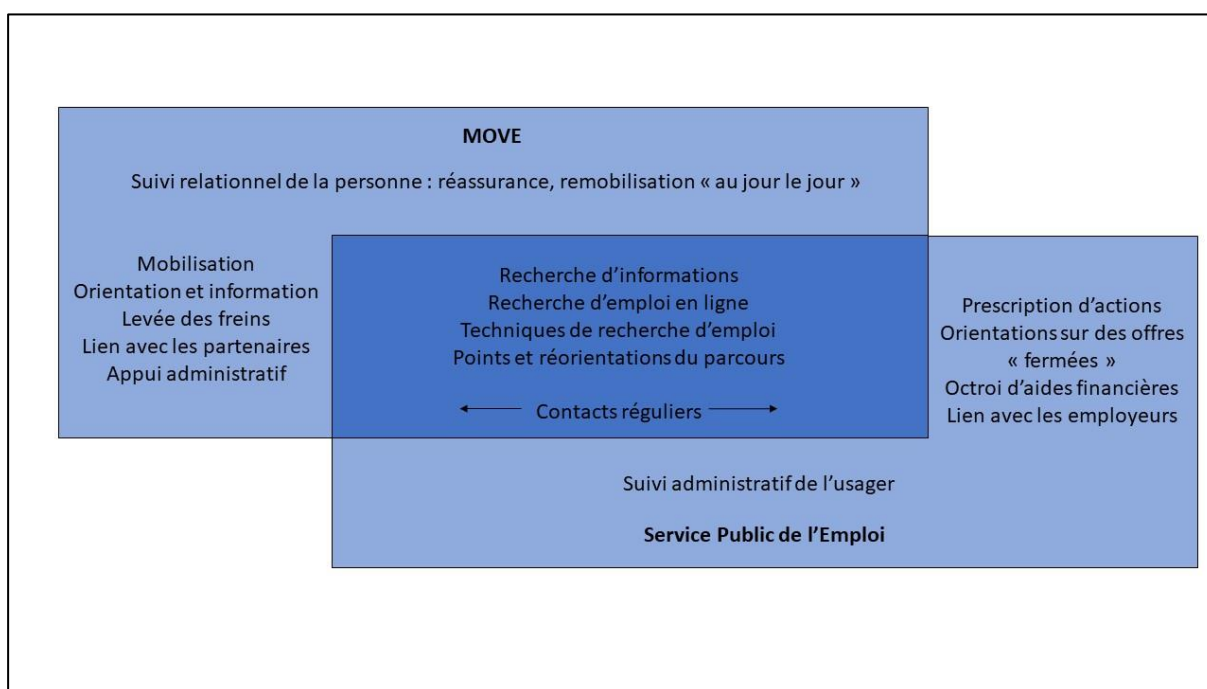 MOVE
Suivi relationnel de la personne : réassurance, remobilisation « au jour le jour »
Mobilisation
Orientation et information
Levée des freins
Lien avec les partenaires
Appui administratif
Recherche d’informations
Recherche d’emploi en ligne
Techniques de recherche d’emploi
Points et réorientations du parcours
Contacts réguliers
Prescription d’actions
Orientations sur des offres
« fermées »
Octroi d’aides financières
Lien avec les employeurs
Suivi administratif de l’usager
Service Public de l’Emploi